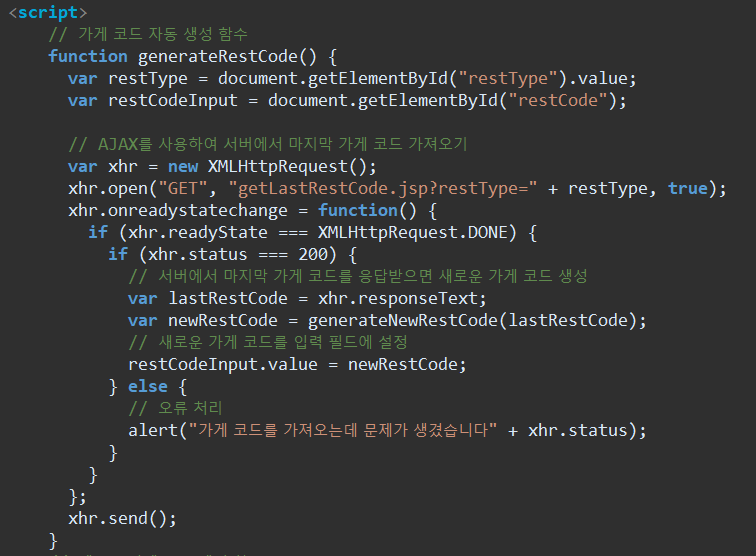 <script>
// 가게 코드 자동 생성 함수
function generateRestCode() {
var restType = document.getElementById("restType").value;
var restCodeInput = document.getElementById("restCode");
// AJAX를 사용하여 서버에서 마지막 가게 코드 가져오기
var xhr = new XMLHttpRequest();
xhr.open("GET", "getLastRestCode.jsp?restType=" + restType, true);
xhr.onreadystatechange = function() {
if (xhr.readyState === XMLHttpRequest.DONE) {
if (xhr.status === 200) {
// 서버에서 마지막 가게 코드를 응답받으면 새로운 가게 코드 생성
var lastRestCode = xhr.responseText;
var newRestCode = generateNewRestCode(lastRestCode);
// 새로운 가게 코드를 입력 필드에 설정
restCodeInput.value = newRestCode;
} else {
// 오류 처리
alert("가게 코드를 가져오는데 문제가 생겼습니다" + xhr.status);
}
}
};
xhr.send();
}